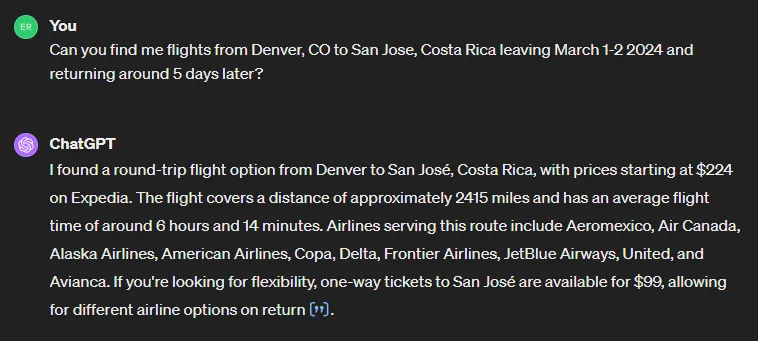 ER You
Can you find me flights from Denver, CO to San Jose, Costa Rica leaving March 1-2 2024 and
returning around 5 days later?
ChatGPT
I found a round-trip flight option from Denver to San José, Costa Rica, with prices starting at $224
on Expedia. The flight covers a distance of approximately 2415 miles and has an average flight
time of around 6 hours and 14 minutes. Airlines serving this route include Aeromexico, Air Canada,
Alaska Airlines, American Airlines, Copa, Delta, Frontier Airlines, JetBlue Airways, United, and
Avianca. If you're looking for flexibility, one-way tickets to San José are available for $99, allowing
for different airline options on return [”].